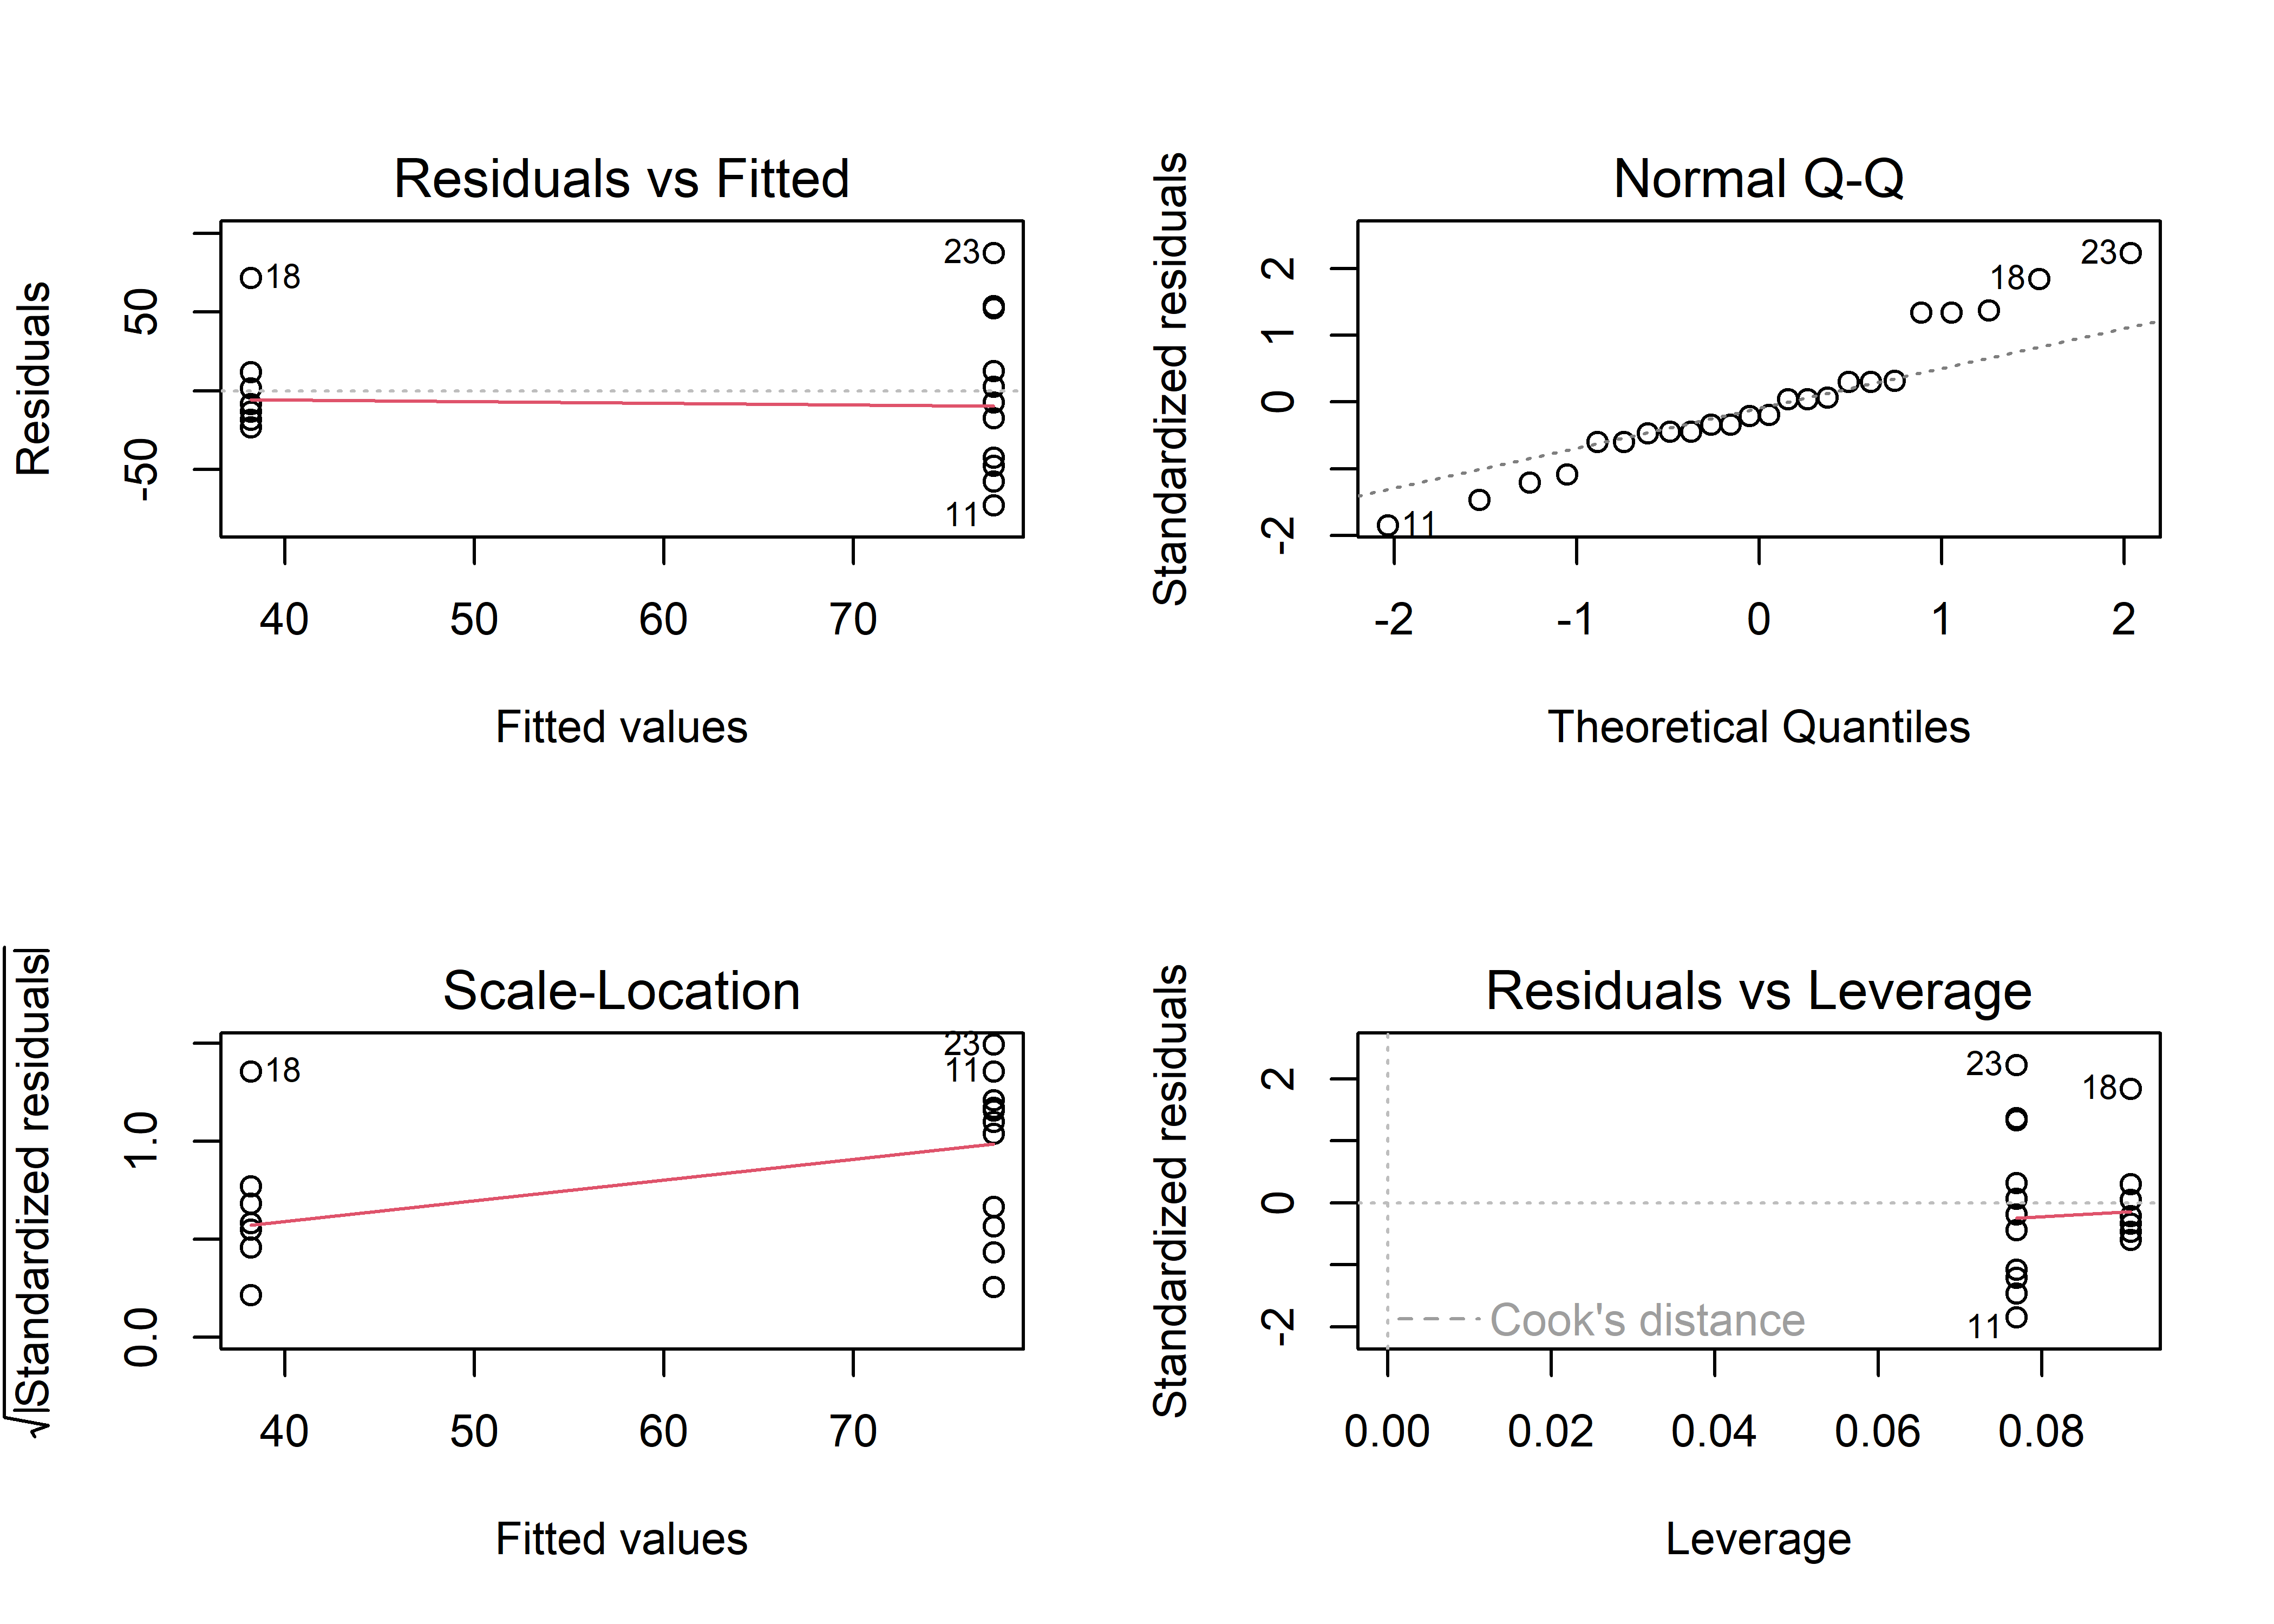 Residuals vs Fitted
Residuals
50
-50
18
23
11
40 50 60 70
Fitted values
Normal Q-Q
Standardized residuals
2
1
0
-2
18
23
11
-2 -1 0 1 2
Theoretical Quantiles
Scale-Location
√|Standardized residuals|
1.0
0.0
18
23
11
40 50 60 70
Fitted values
Residuals vs Leverage
Standardized residuals
2
0
-2
23
18
11
Cook's distance
0.00 0.02 0.04 0.06 0.08
Leverage